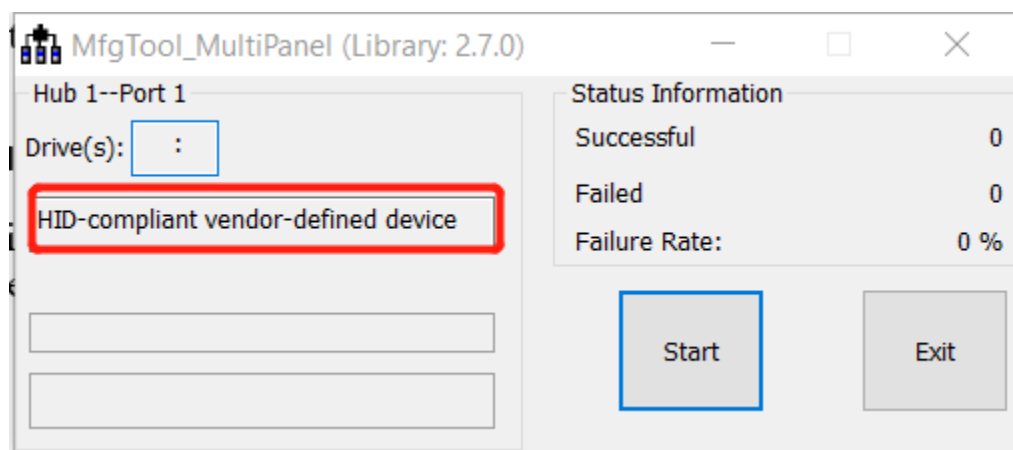 MfgTool_MultiPanel (Library: 2.7.0)
Hub 1--Port 1
Drive(s): :
HID-compliant vendor-defined device
Status Information
Successful 0
Failed 0
Failure Rate: 0 %
Start
Exit